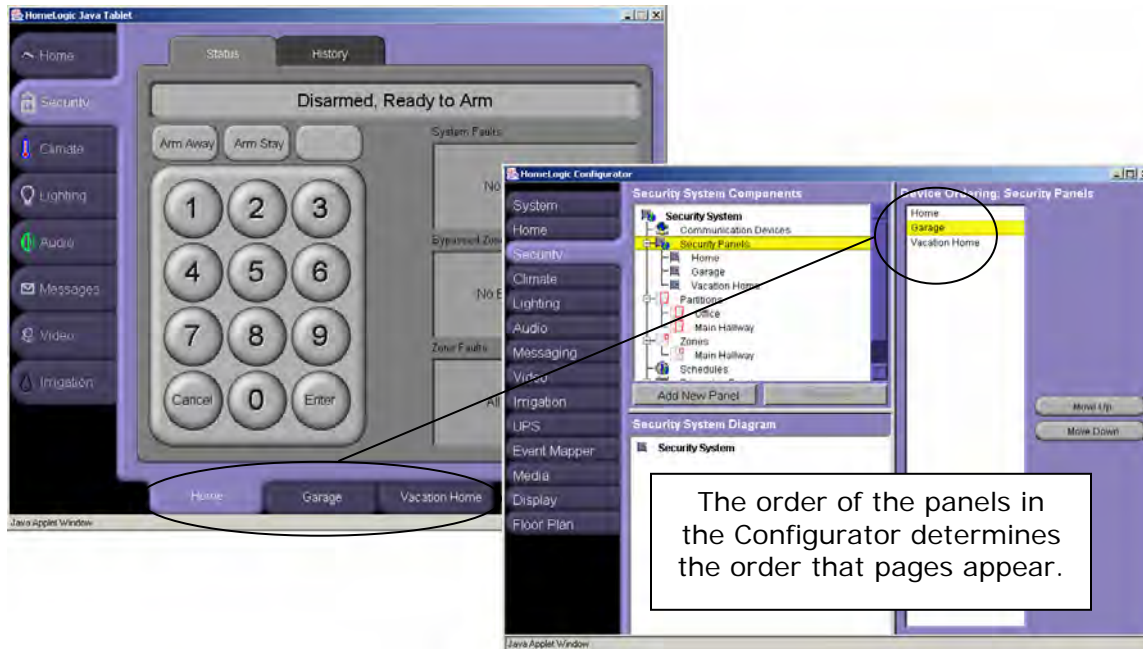 HomeLogic Java Tablet
Home
Security
Climate
Lighting
Audio
Messages
Video
Irrigation
Status
History
Disarmed, Ready to Arm
Arm Away
Arm Stay
1
2
3
4
5
6
7
8
9
Cancel
0
Enter
System Faults
No
Bypassed Zone
No
Zone Faults
All
Home
Garage
Vacation Home
Java Applet Window
HomeLogic Configurator
System
Home
Security
Climate
Lighting
Audio
Messaging
Video
Irrigation
UPS
Event Mapper
Media
Display
Floor Plan
Security System Components
Security System
Communication Devices
Security Panels
Home
Garage
Vacation Home
Partitions
Office
Main Hallway
Zones
Main Hallway
Schedules
Add New Panel
Security System Diagram
Security System
Device Ordering: Security Panels
Home
Garage
Vacation Home
Move Up
Move Down
The order of the panels in
the Configurator determines
the order that pages appear.
Java Applet Window